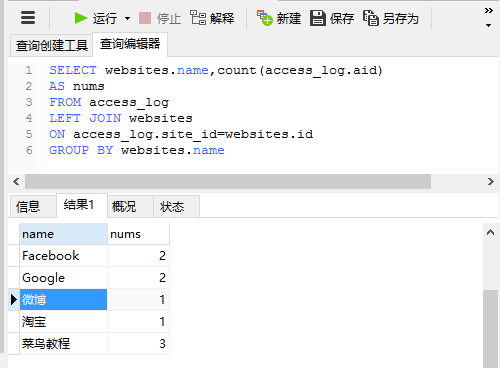 运行 停止 解释 新建 保存 另存为
查询创建工具 查询编辑器
1 SELECT websites.name,count(access_log.aid)
2 AS nums
3 FROM access_log
4 LEFT JOIN websites
5 ON access_log.site_id=websites.id
6 GROUP BY websites.name
信息 结果1 概况 状态
name nums
Facebook 2
Google 2
微博 1
淘宝 1
菜鸟教程 3